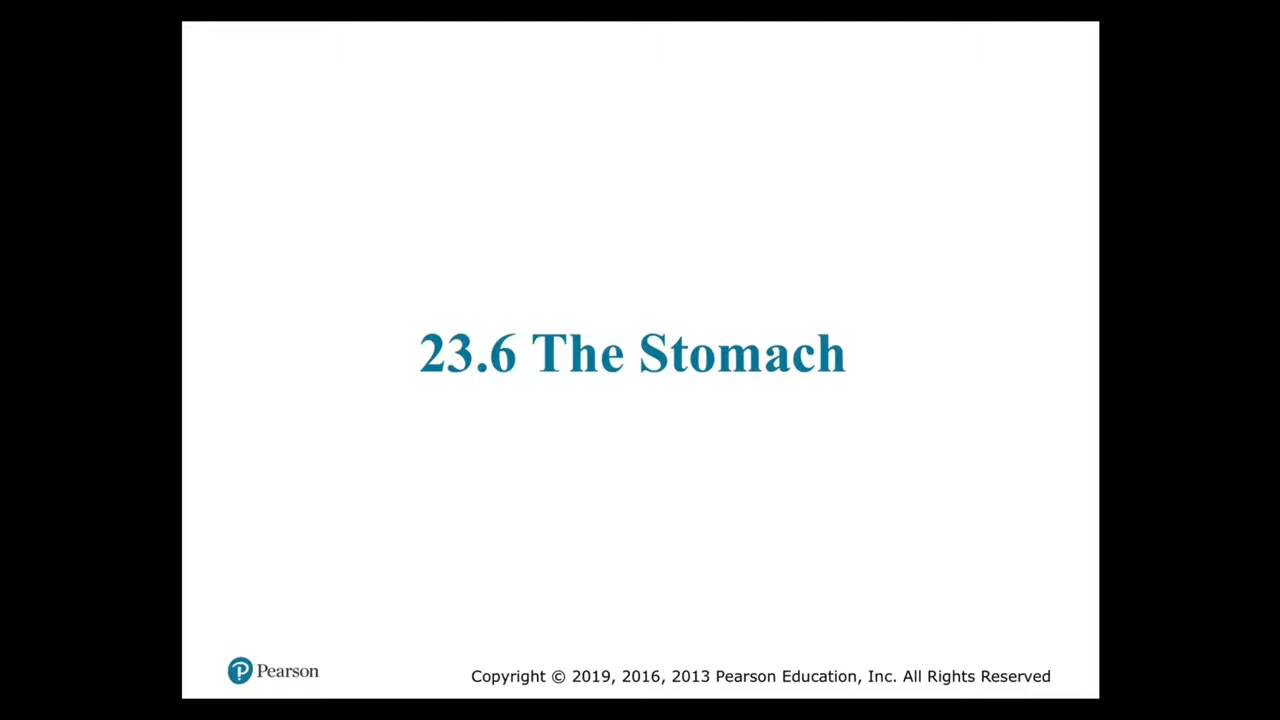 23.6 The Stomach
Pearson
Copyright © 2019, 2016, 2013 Pearson Education, Inc. All Rights Reserved